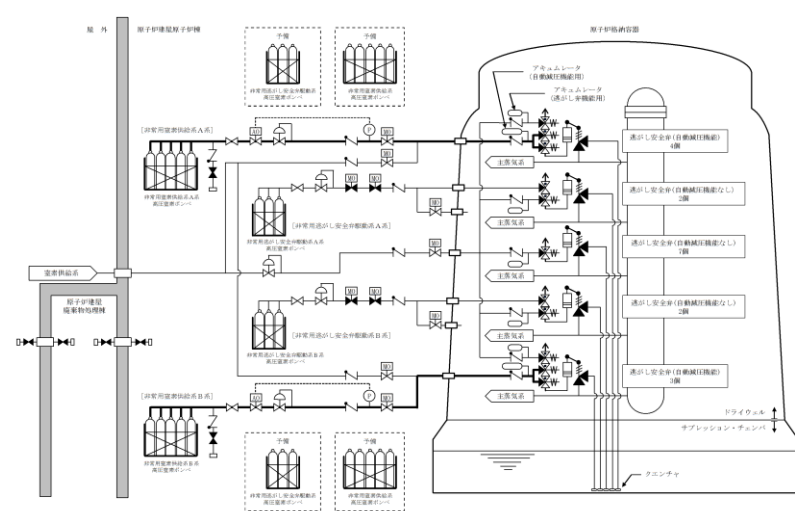 屋 外
原子炉建屋原子炉棟
予備
予備
原子炉格納容器
非常用逃がし安全弁駆動系
高圧窒素ボンベ
非常用窒素供給系
高圧窒素ボンベ
アキュムレータ
(自動減圧機能用)
アキュムレータ
(逃がし弁機能用)
[非常用窒素供給系A系]
AO
P
MO
MO
非常用窒素供給系A系
高圧窒素ボンベ
逃がし安全弁(自動減圧機能)
4個
主蒸気系
MO
MO
MO
非常用逃がし安全弁駆動系A系
高圧窒素ボンベ
[非常用逃がし安全弁駆動系A系]
逃がし安全弁(自動減圧機能なし)
2個
主蒸気系
窒素供給系
MO
逃がし安全弁(自動減圧機能なし)
7個
主蒸気系
原子炉建屋
廃棄物処理棟
MO
MO
MO
非常用逃がし安全弁駆動系B系
高圧窒素ボンベ
[非常用逃がし安全弁駆動系B系]
逃がし安全弁(自動減圧機能なし)
2個
主蒸気系
MO
[非常用窒素供給系B系]
AO
P
MO
非常用窒素供給系B系
高圧窒素ボンベ
逃がし安全弁(自動減圧機能)
3個
主蒸気系
ドライウェル
サプレッション・チェンバ
予備
予備
非常用逃がし安全弁駆動系
高圧窒素ボンベ
非常用窒素供給系
高圧窒素ボンベ
クエンチャ